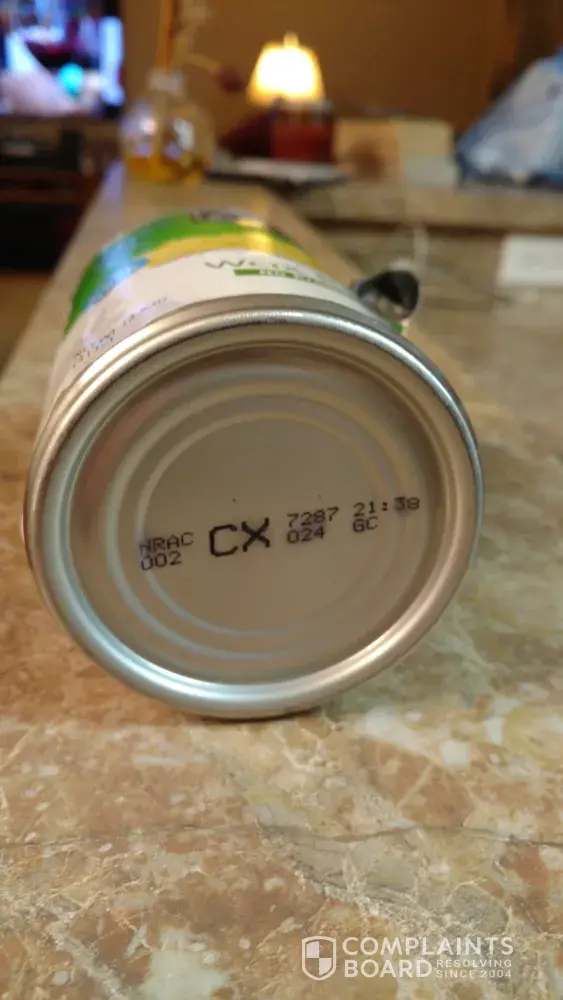 NRAC CX 7287 21:38
002 024 GC
COMPLAINTS
BOARD RESOLVING
SINCE 2004